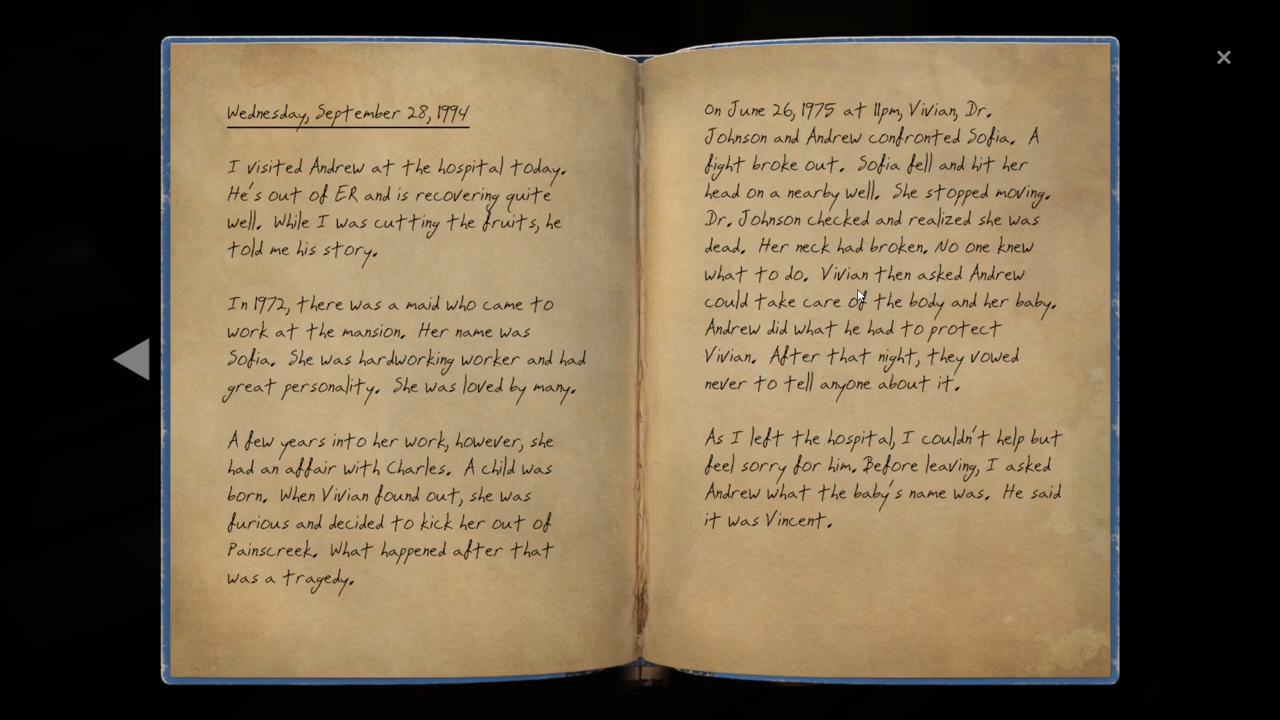 Wednesday, September 28, 1994
I visited Andrew at the hospital today.
He's out of ER and is recovering quite
well. While I was cutting the fruits, he
told me his story.
In 1972, there was a maid who came to
work at the mansion. Her name was
Sofia. She was hardworking worker and had
great personality. She was loved by many.
A few years into her work, however, she
had an affair with Charles. A child was
born. When Vivian found out, she was
furious and decided to kick her out of
Painscreek. What happened after that
was a tragedy.
On June 26, 1975 at 11pm, Vivian, Dr.
Johnson and Andrew confronted Sofia. A
fight broke out. Sofia fell and hit her
head on a nearby well. She stopped moving.
Dr. Johnson checked and realized she was
dead. Her neck had broken. No one knew
what to do. Vivian then asked Andrew
could take care of the body and her baby.
Andrew did what he had to protect
Vivian. After that night, they vowed
never to tell anyone about it.
As I left the hospital, I couldn't help but
feel sorry for him. Before leaving, I asked
Andrew what the baby's name was. He said
it was Vincent.